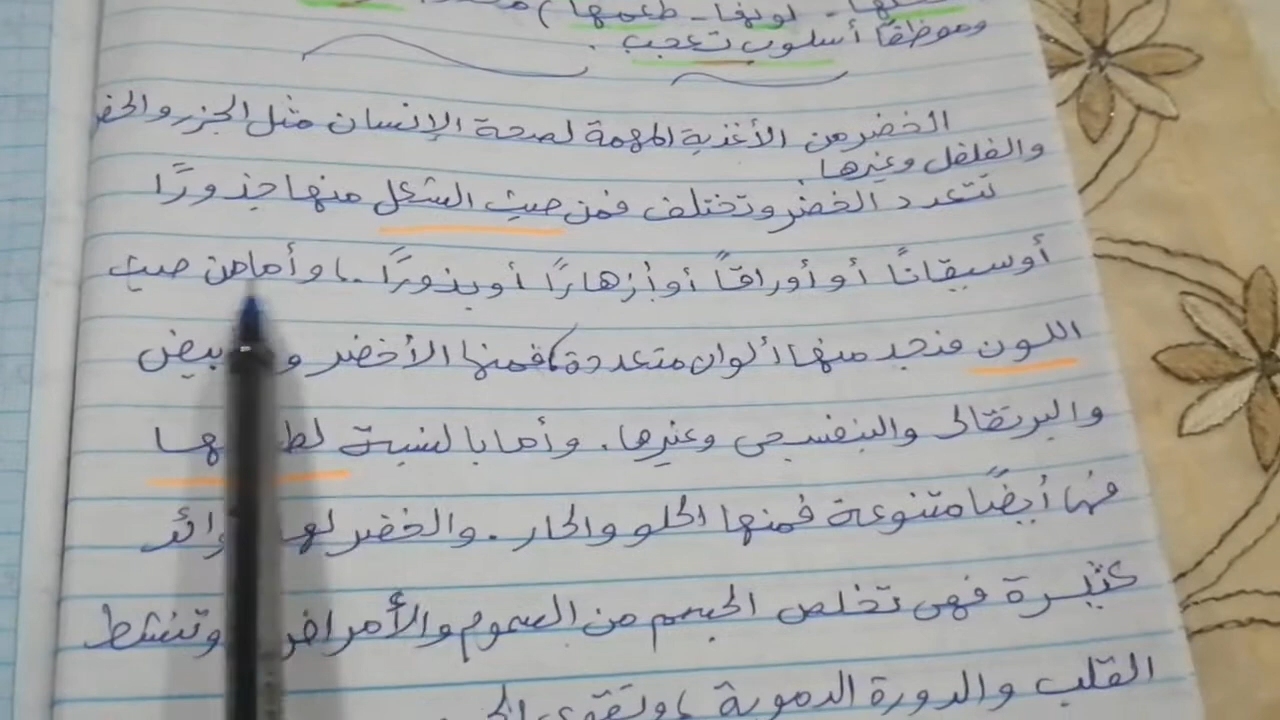 لونها - طعمها)
وموظفًا أسلوب تعجب.
الخضر من الأغذية المهمة لصحة الإنسان مثل الجزر
والفلفل وغيرها.
تتعدد الخضر وتختلف فمن حيث الشكل منها جذورًا
أو سيقانًا أو أوراقًا أو أزهارًا أو بذورًا..، وأما من حيث
اللون فنجد منها ألوان متعددة، فمنها الأخضر و
والبرتقالي والبنفسجي وغيرها. وأما بالنسبة
فهي أيضًا متنوعة فمنها الحلو والحار. والخضر
كثيرة فهي تخلص الجسم من السموم والأمراض وتنشط
القلب والدورة الدموية، وتقوي